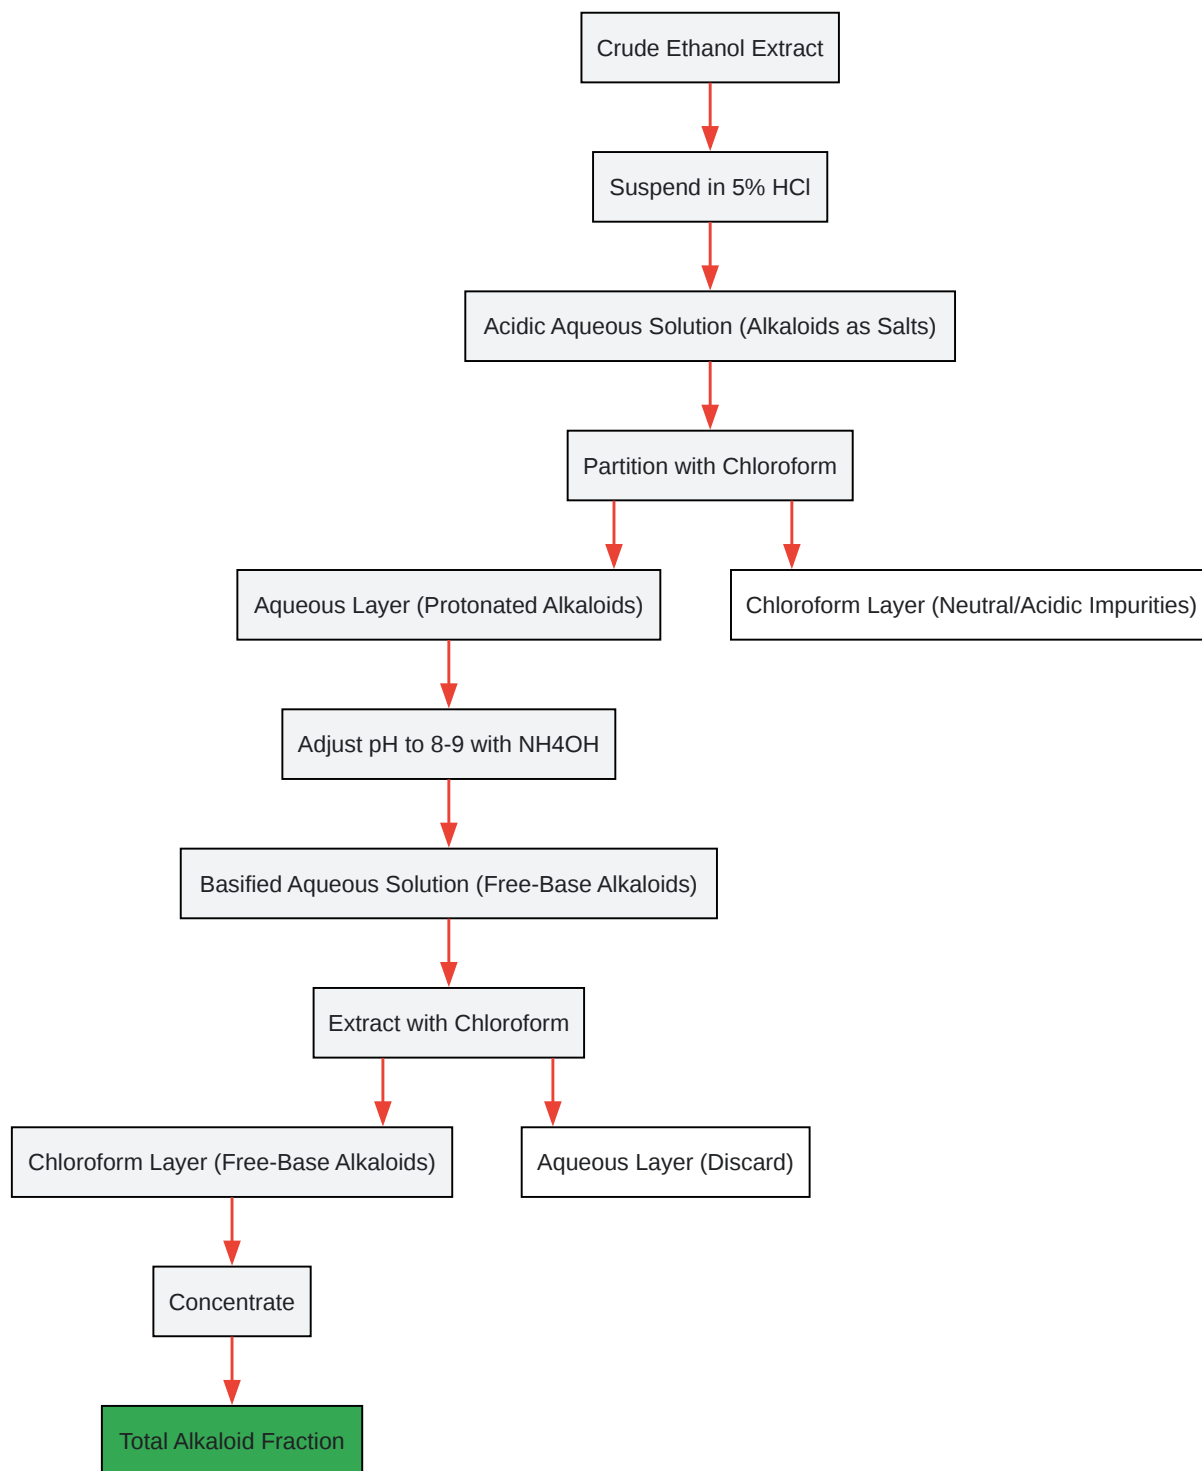 Crude Ethanol Extract
Suspend in 5% HCl
Acidic Aqueous Solution (Alkaloids as Salts)
Partition with Chloroform
Aqueous Layer (Protonated Alkaloids)
Chloroform Layer (Neutral/Acidic Impurities)
Adjust pH to 8-9 with NH4OH
Basified Aqueous Solution (Free-Base Alkaloids)
Extract with Chloroform
Chloroform Layer (Free-Base Alkaloids)
Aqueous Layer (Discard)
Concentrate
Total Alkaloid Fraction